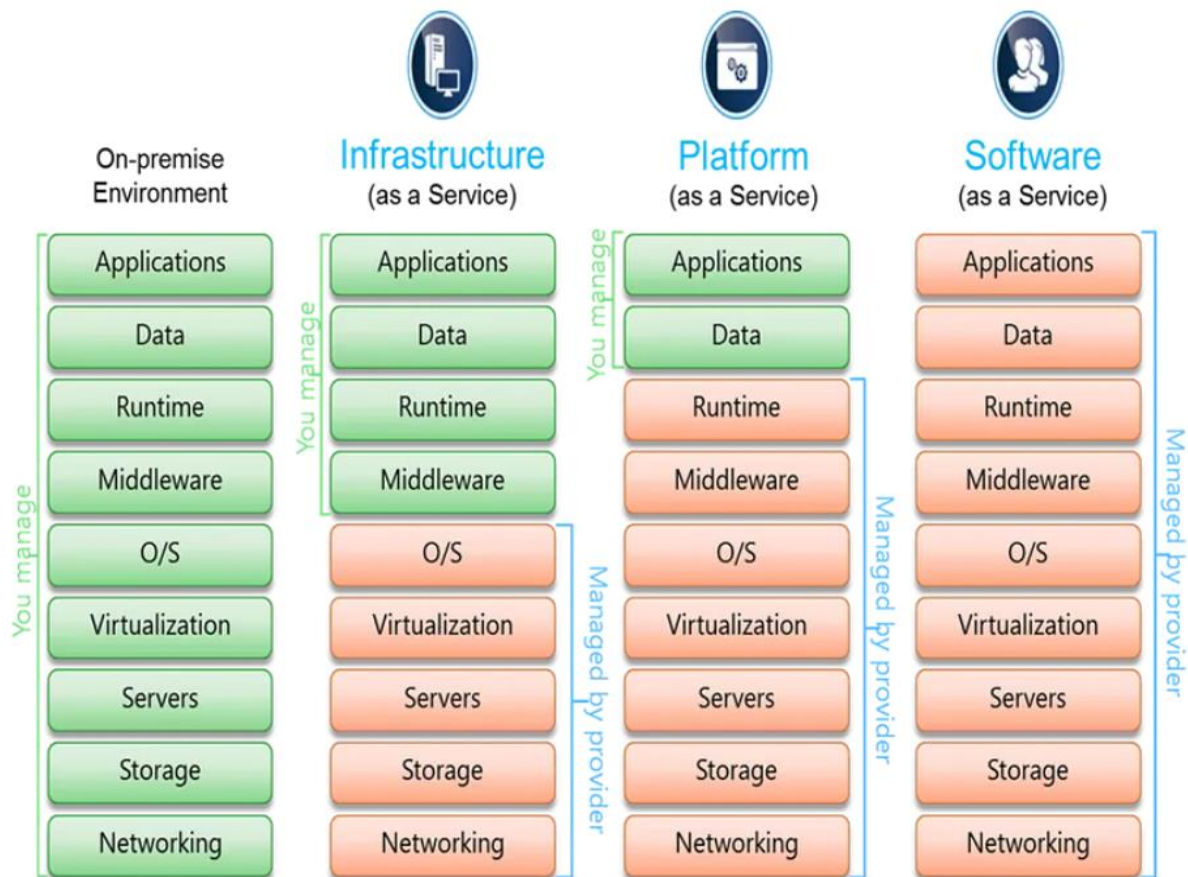 On-premise
Environment
You manage
Applications
Data
Runtime
Middleware
O/S
Virtualization
Servers
Storage
Networking
Infrastructure
(as a Service)
You manage
Applications
Data
Runtime
Middleware
O/S
Virtualization
Servers
Storage
Networking
Managed by provider
Platform
(as a Service)
You manage
Applications
Data
Runtime
Middleware
O/S
Virtualization
Servers
Storage
Networking
Managed by provider
Software
(as a Service)
Applications
Data
Runtime
Middleware
O/S
Virtualization
Servers
Storage
Networking
Managed by provider